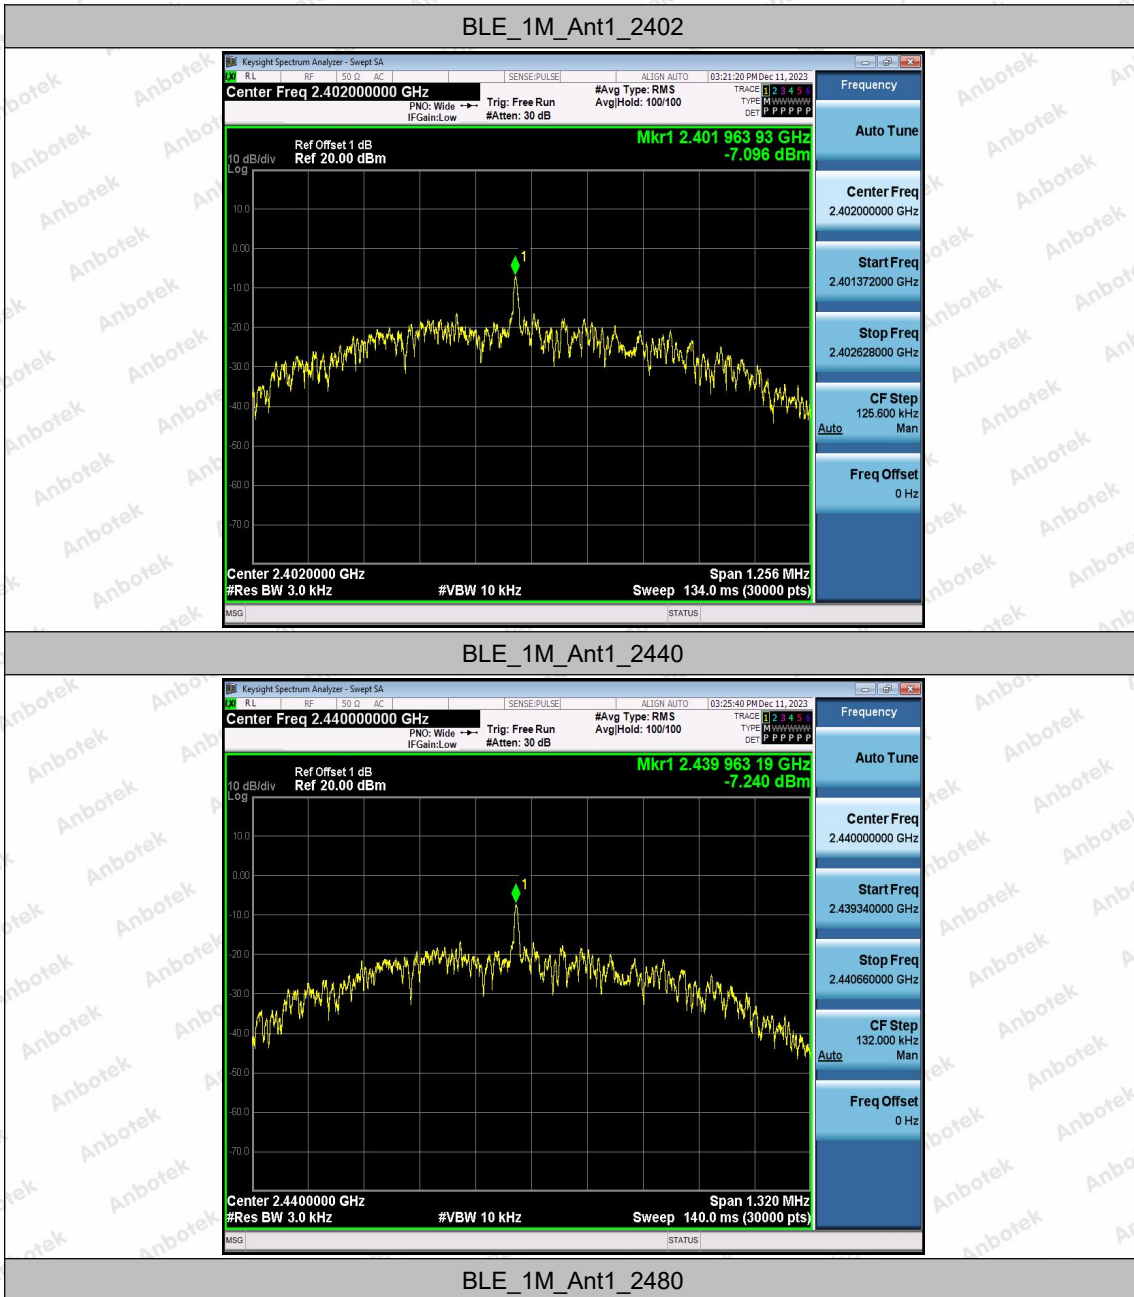 BLE_1M_Ant1_2402
Keysight Spectrum Analyzer - Swept SA
LXI RL RF 50 Ω AC SENSE:PULSE ALIGN AUTO 03:21:20 PM Dec 11, 2023
Center Freq 2.402000000 GHz
PNO: Wide
IFGain:Low
Trig: Free Run
#Atten: 30 dB
#Avg Type: RMS
Avg|Hold: 100/100
TRACE 1 2 3 4 5 6
TYPE M W W W W W
DET P P P P P P
Frequency
Auto Tune
Mkr1 2.401 963 93 GHz
-7.096 dBm
Ref Offset 1 dB
10 dB/div Ref 20.00 dBm
Log
10.0
0.00
-10.0
-20.0
-30.0
-40.0
-50.0
-60.0
-70.0
1
Center Freq
2.402000000 GHz
Start Freq
2.401372000 GHz
Stop Freq
2.402628000 GHz
CF Step
125.600 kHz
Auto Man
Freq Offset
0 Hz
Center 2.4020000 GHz Span 1.256 MHz
#Res BW 3.0 kHz #VBW 10 kHz Sweep 134.0 ms (30000 pts)
MSG STATUS
BLE_1M_Ant1_2440
Keysight Spectrum Analyzer - Swept SA
LXI RL RF 50 Ω AC SENSE:PULSE ALIGN AUTO 03:25:40 PM Dec 11, 2023
Center Freq 2.440000000 GHz
PNO: Wide
IFGain:Low
Trig: Free Run
#Atten: 30 dB
#Avg Type: RMS
Avg|Hold: 100/100
TRACE 1 2 3 4 5 6
TYPE M W W W W W
DET P P P P P P
Frequency
Auto Tune
Mkr1 2.439 963 19 GHz
-7.240 dBm
Ref Offset 1 dB
10 dB/div Ref 20.00 dBm
Log
10.0
0.00
-10.0
-20.0
-30.0
-40.0
-50.0
-60.0
-70.0
1
Center Freq
2.440000000 GHz
Start Freq
2.439340000 GHz
Stop Freq
2.440660000 GHz
CF Step
132.000 kHz
Auto Man
Freq Offset
0 Hz
Center 2.4400000 GHz Span 1.320 MHz
#Res BW 3.0 kHz #VBW 10 kHz Sweep 140.0 ms (30000 pts)
MSG STATUS
BLE_1M_Ant1_2480
Anbotek